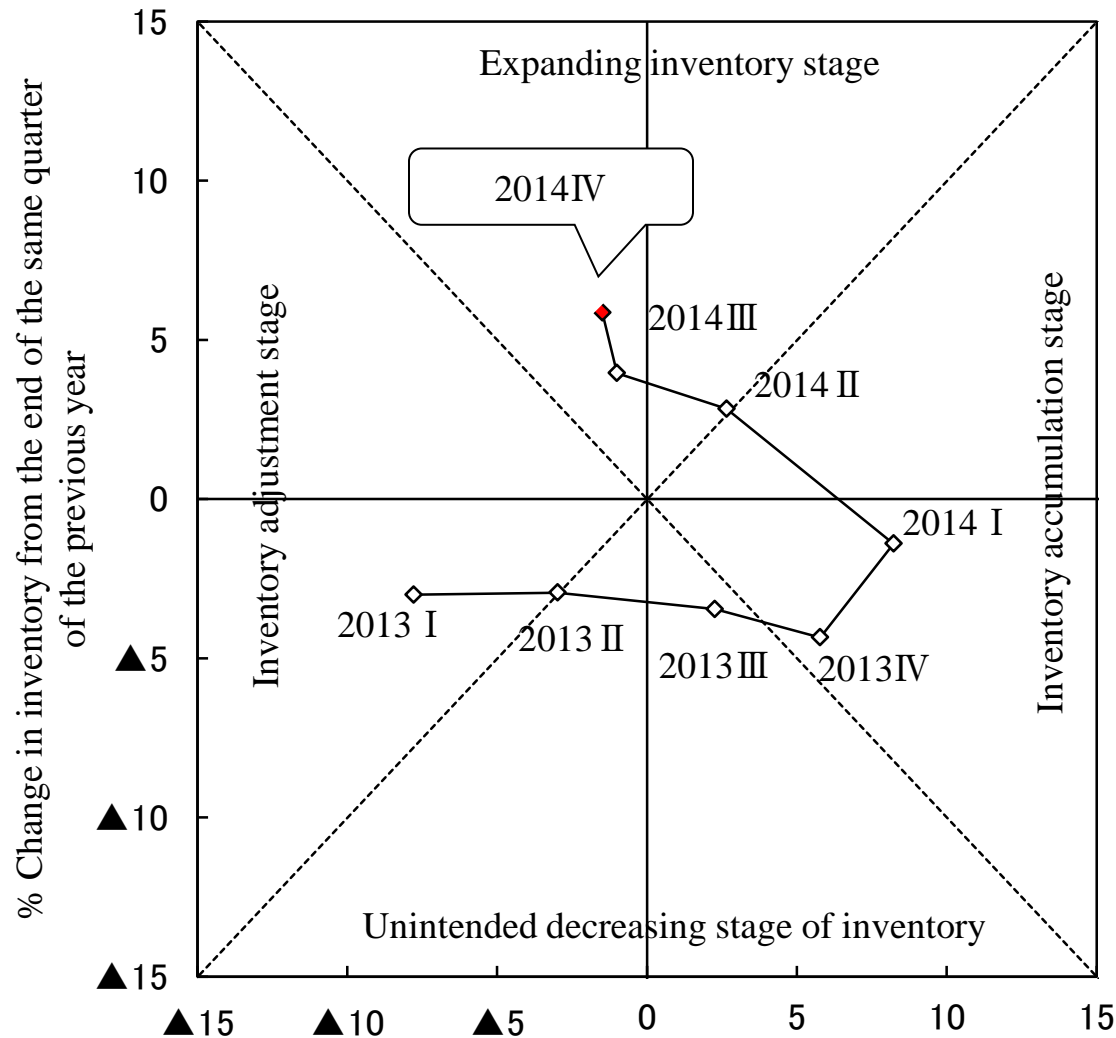 15
Expanding inventory stage
10
2014Ⅳ
% Change in inventory from the end of the same quarter
of the previous year
Inventory adjustment stage
Inventory accumulation stage
5
2014Ⅲ
2014Ⅱ
0
2014Ⅰ
2013Ⅰ
2013Ⅱ
2013Ⅲ
2013Ⅳ
▲5
▲10
Unintended decreasing stage of inventory
▲15
▲15 ▲10 ▲5 0 5 10 15